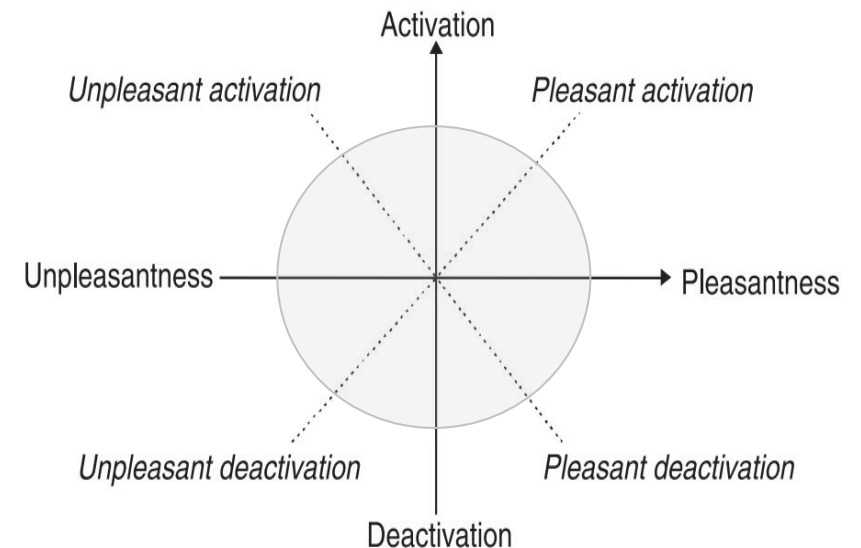 Activation
Unpleasant activation
Pleasant activation
Unpleasantness
Pleasantness
Unpleasant deactivation
Pleasant deactivation
Deactivation